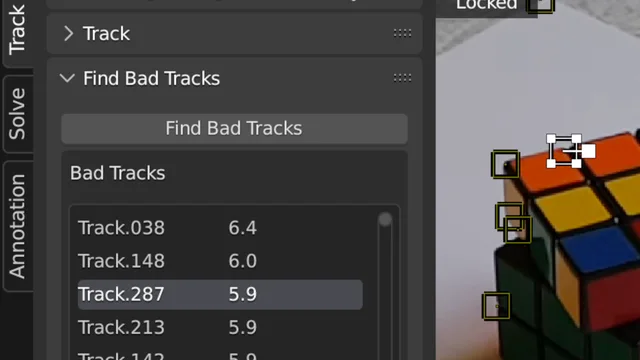 Locked
Track
Track
Find Bad Tracks
Find Bad Tracks
Solve
Bad Tracks
Annotation
Track.038 6.4
Track.148 6.0
Track.287 5.9
Track.213 5.9
Track.142 5.9